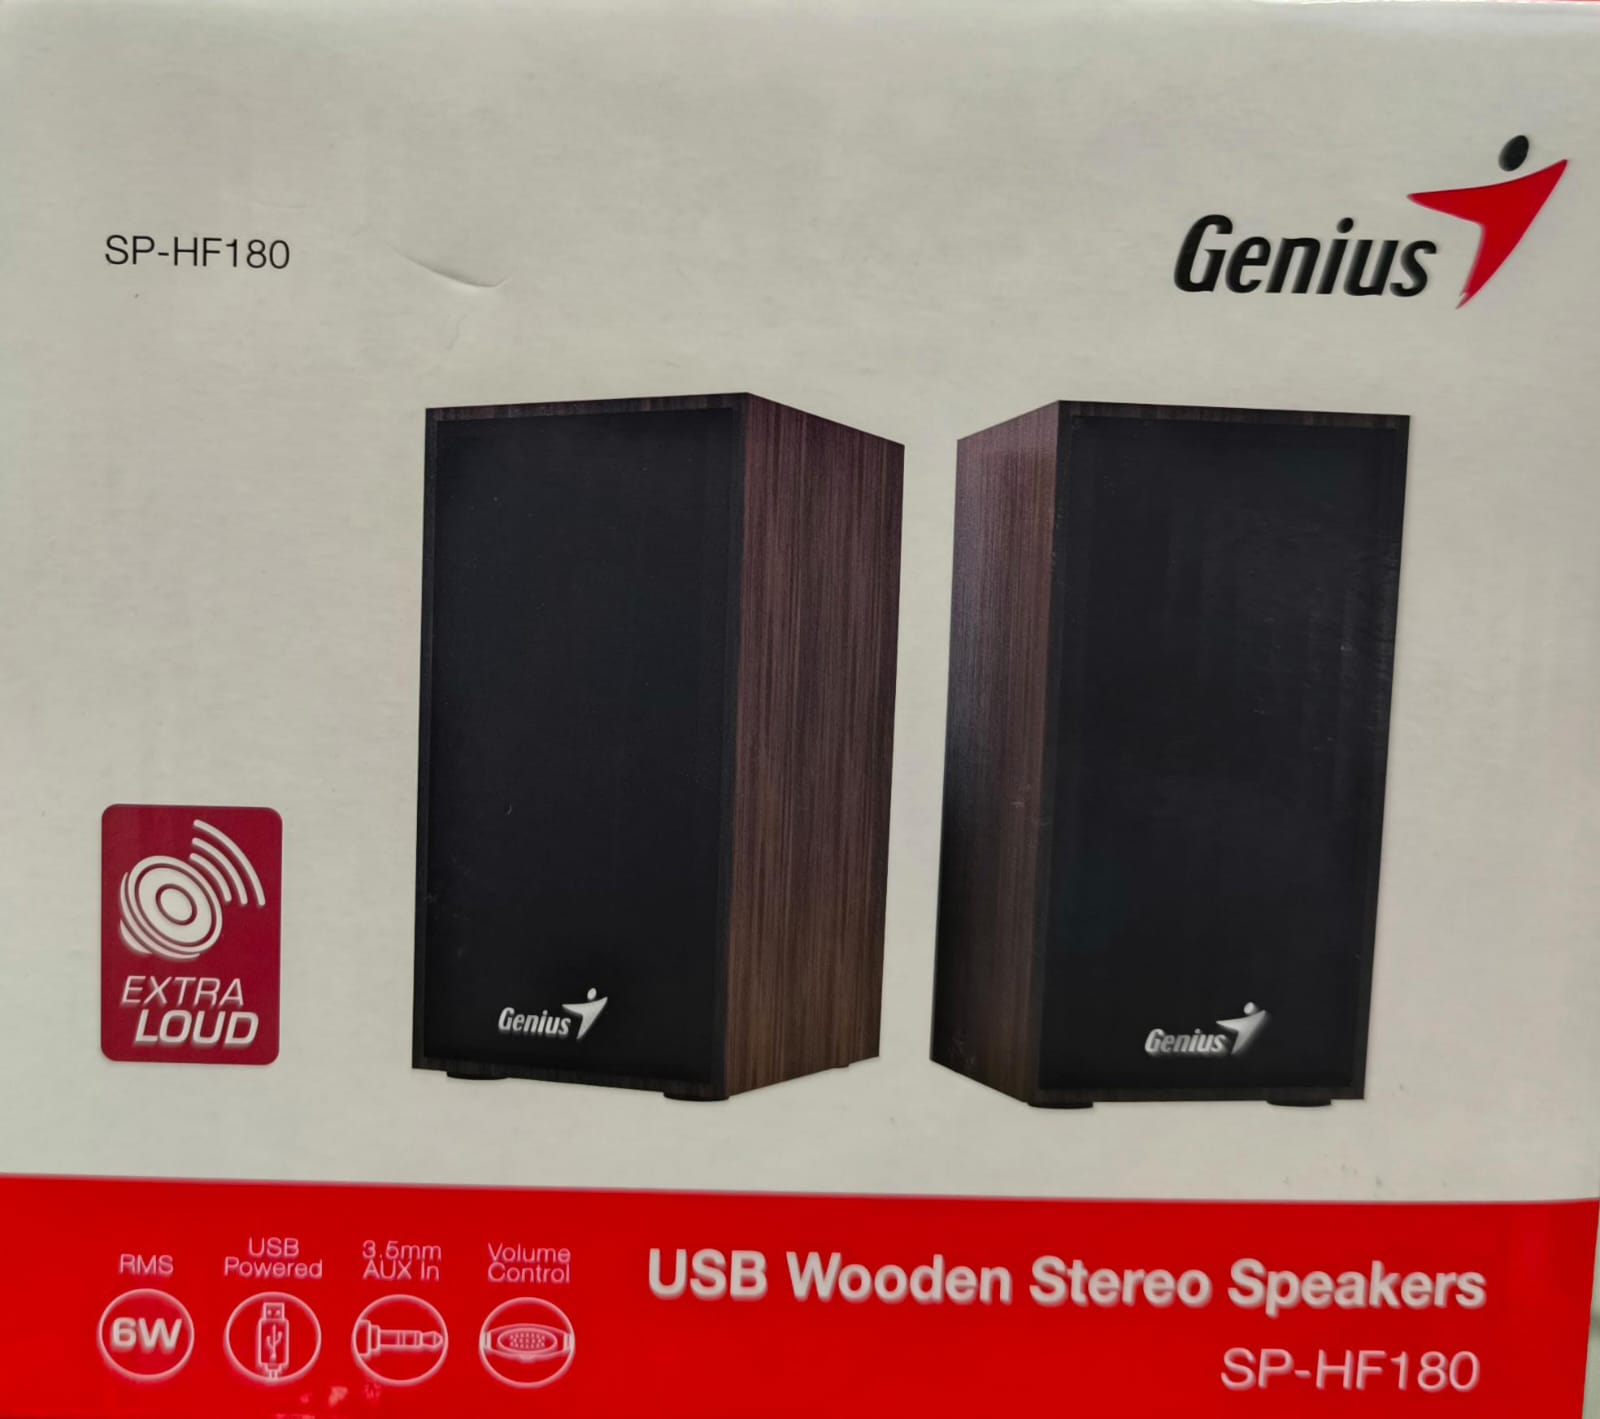 SP-HF180
Genius
Genius
Genius
EXTRA
LOUD
RMS
6W
USB
Powered
3.5mm
AUX In
Volume
Control
USB Wooden Stereo Speakers
SP-HF180